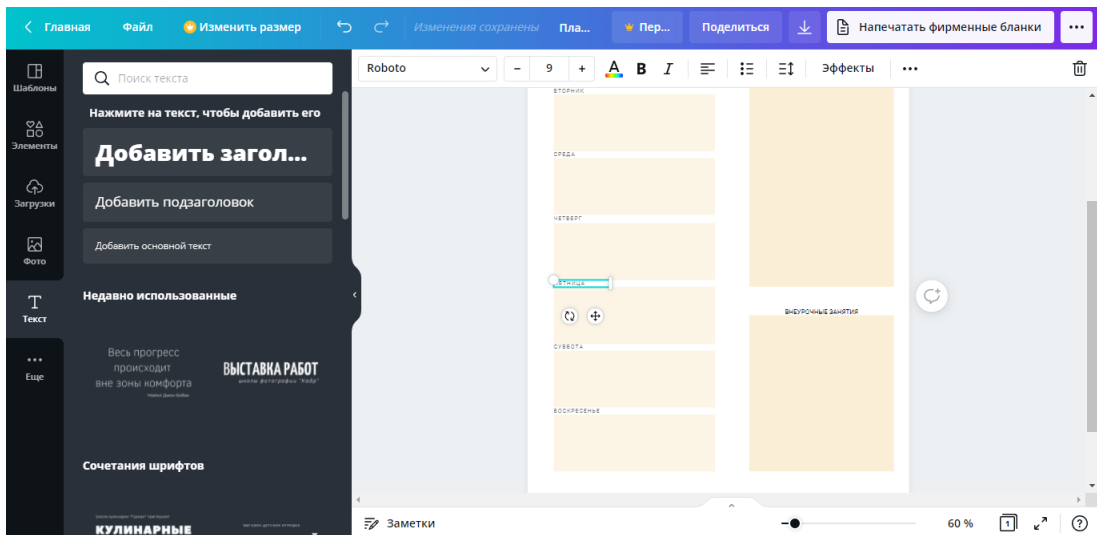 Главная Файл Изменить размер Изменения сохранены Пла... Пер... Поделиться Напечатать фирменные бланки
Шаблоны
Элементы
Загрузки
Фото
Текст
Еще
Поиск текста
Нажмите на текст, чтобы добавить его
Добавить загол...
Добавить подзаголовок
Добавить основной текст
Недавно использованные
Весь прогресс
происходит
вне зоны комфорта
ВЫСТАВКА РАБОТ
школы фотографии "Кадр"
Сочетания шрифтов
КУЛИНАРНЫЕ
Roboto 9 A B I Эффекты
ВТОРНИК
СРЕДА
ЧЕТВЕРГ
ПЯТНИЦА
СУББОТА
ВОСКРЕСЕНЬЕ
ВНЕУРОЧНЫЕ ЗАНЯТИЯ
Заметки 60 % 1 ?